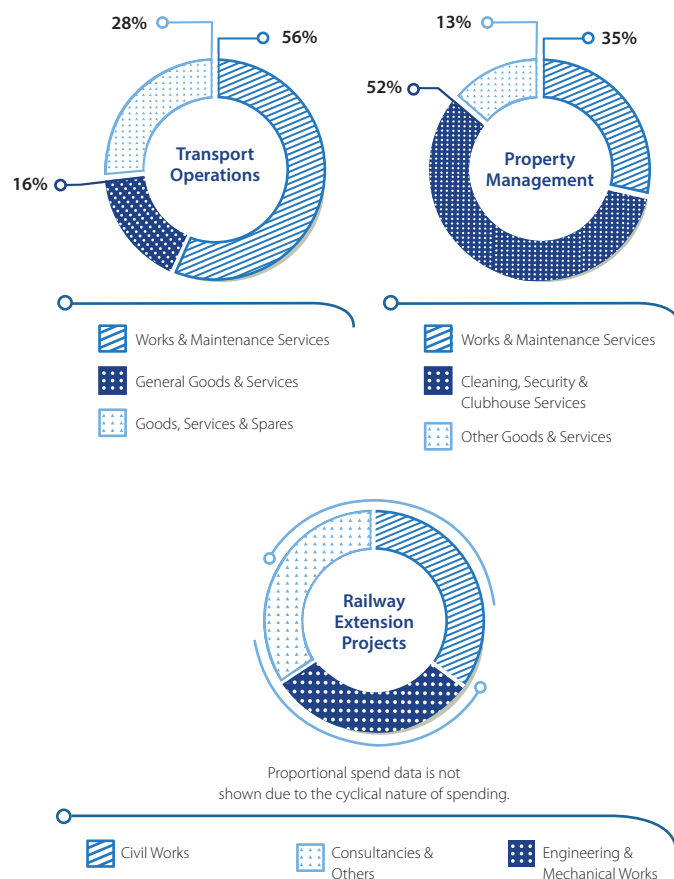 28%
56%
16%
Transport
Operations
Works & Maintenance Services
General Goods & Services
Goods, Services & Spares
13%
35%
52%
Property
Management
Works & Maintenance Services
Cleaning, Security &
Clubhouse Services
Other Goods & Services
Railway
Extension
Projects
Proportional spend data is not
shown due to the cyclical nature of spending.
Civil Works
Consultancies &
Others
Engineering &
Mechanical Works